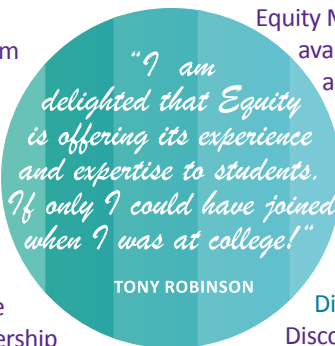 Equity M
m
ava
a
"I am
delighted that Equity
is offering its experience
and expertise to students.
If only I could have joined
when I was at college!"
TONY ROBINSON
e
ership
Di
Disco